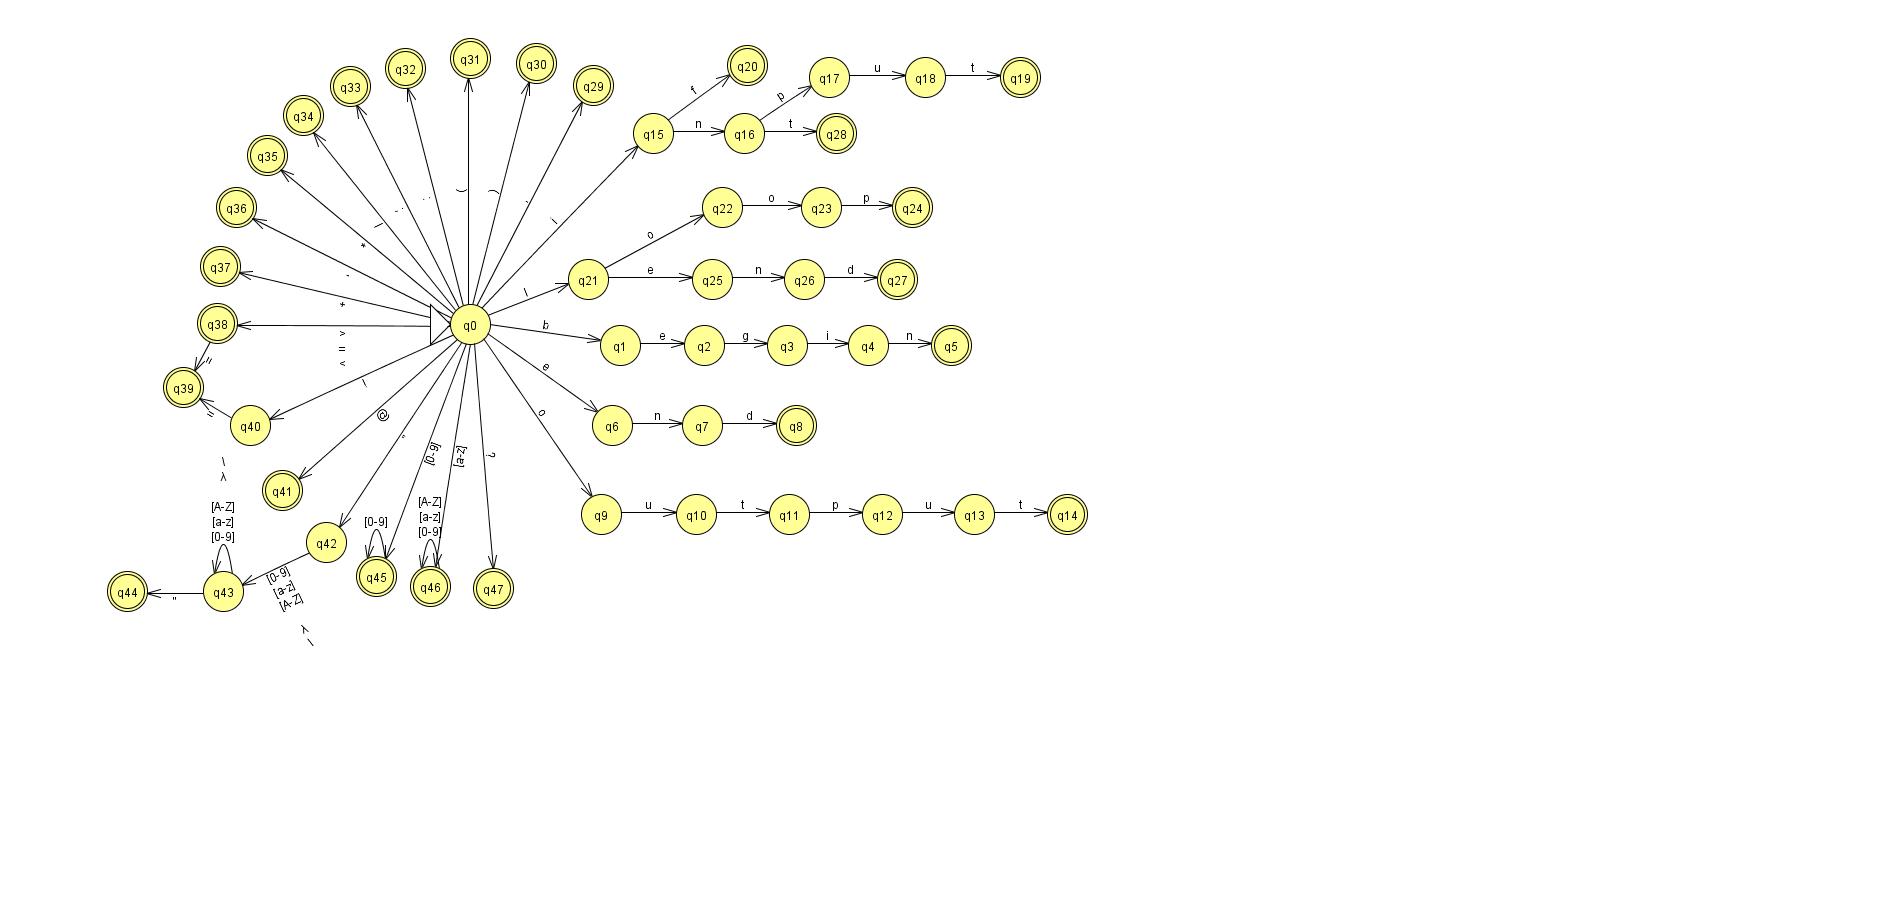 q31
q30
q32
q20
q17
u
q18
t
q19
q33
q29
f
p
q34
q15
n
q16
t
q28
q35
)
(
q36
i
q22
o
q23
p
q24
*
o
q37
q21
e
q25
n
q26
d
q27
l
+
q38
q0
b
>
=
<
q1
e
q2
g
q3
i
q4
n
q5
=
e
q39
@
o
=
q40
q6
n
q7
d
q8
"
[0-9]
[a-z]
?
λ
q41
[A-Z]
[a-z]
[0-9]
[A-Z]
[a-z]
[0-9]
[0-9]
q9
u
q10
t
q11
p
q12
u
q13
t
q14
q42
q45
q46
q47
q44
"
q43
[0-9]
[a-z]
[A-Z]
λ